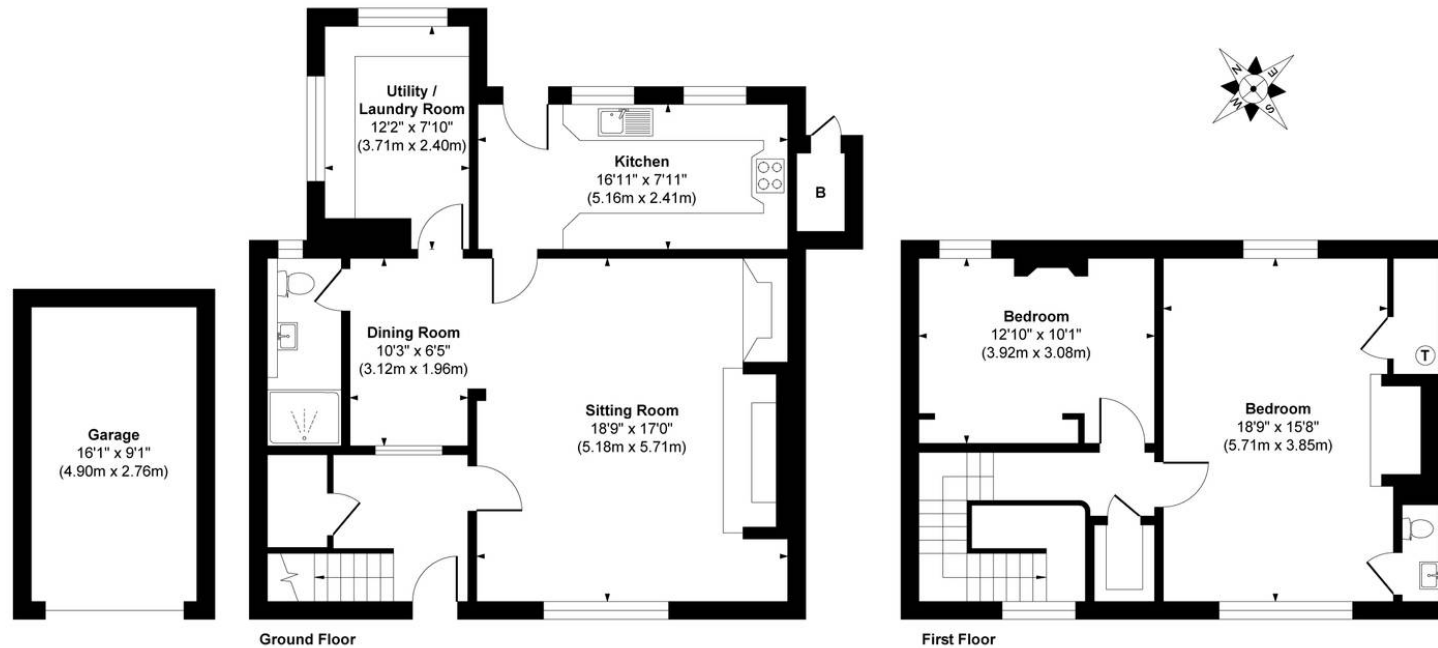 Utility /
Laundry Room
12'2" x 7'10"
(3.71m x 2.40m)
Kitchen
16'11" x 7'11"
(5.16m x 2.41m)
B
N
E
S
W
Dining Room
10'3" x 6'5"
(3.12m x 1.96m)
Sitting Room
18'9" x 17'0"
(5.18m x 5.71m)
Garage
16'1" x 9'1"
(4.90m x 2.76m)
Ground Floor
Bedroom
12'10" x 10'1"
(3.92m x 3.08m)
T
Bedroom
18'9" x 15'8"
(5.71m x 3.85m)
First Floor